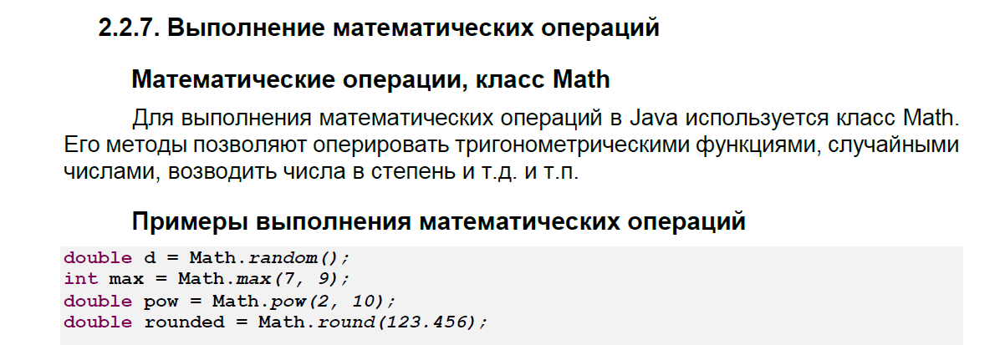 2.2.7. Выполнение математических операций
Математические операции, класс Math
Для выполнения математических операций в Java используется класс Math.
Его методы позволяют оперировать тригонометрическими функциями, случайными
числами, возводить числа в степень и т.д. и т.п.
Примеры выполнения математических операций
double d = Math.random();
int max = Math.max(7, 9);
double pow = Math.pow(2, 10);
double rounded = Math.round(123.456);